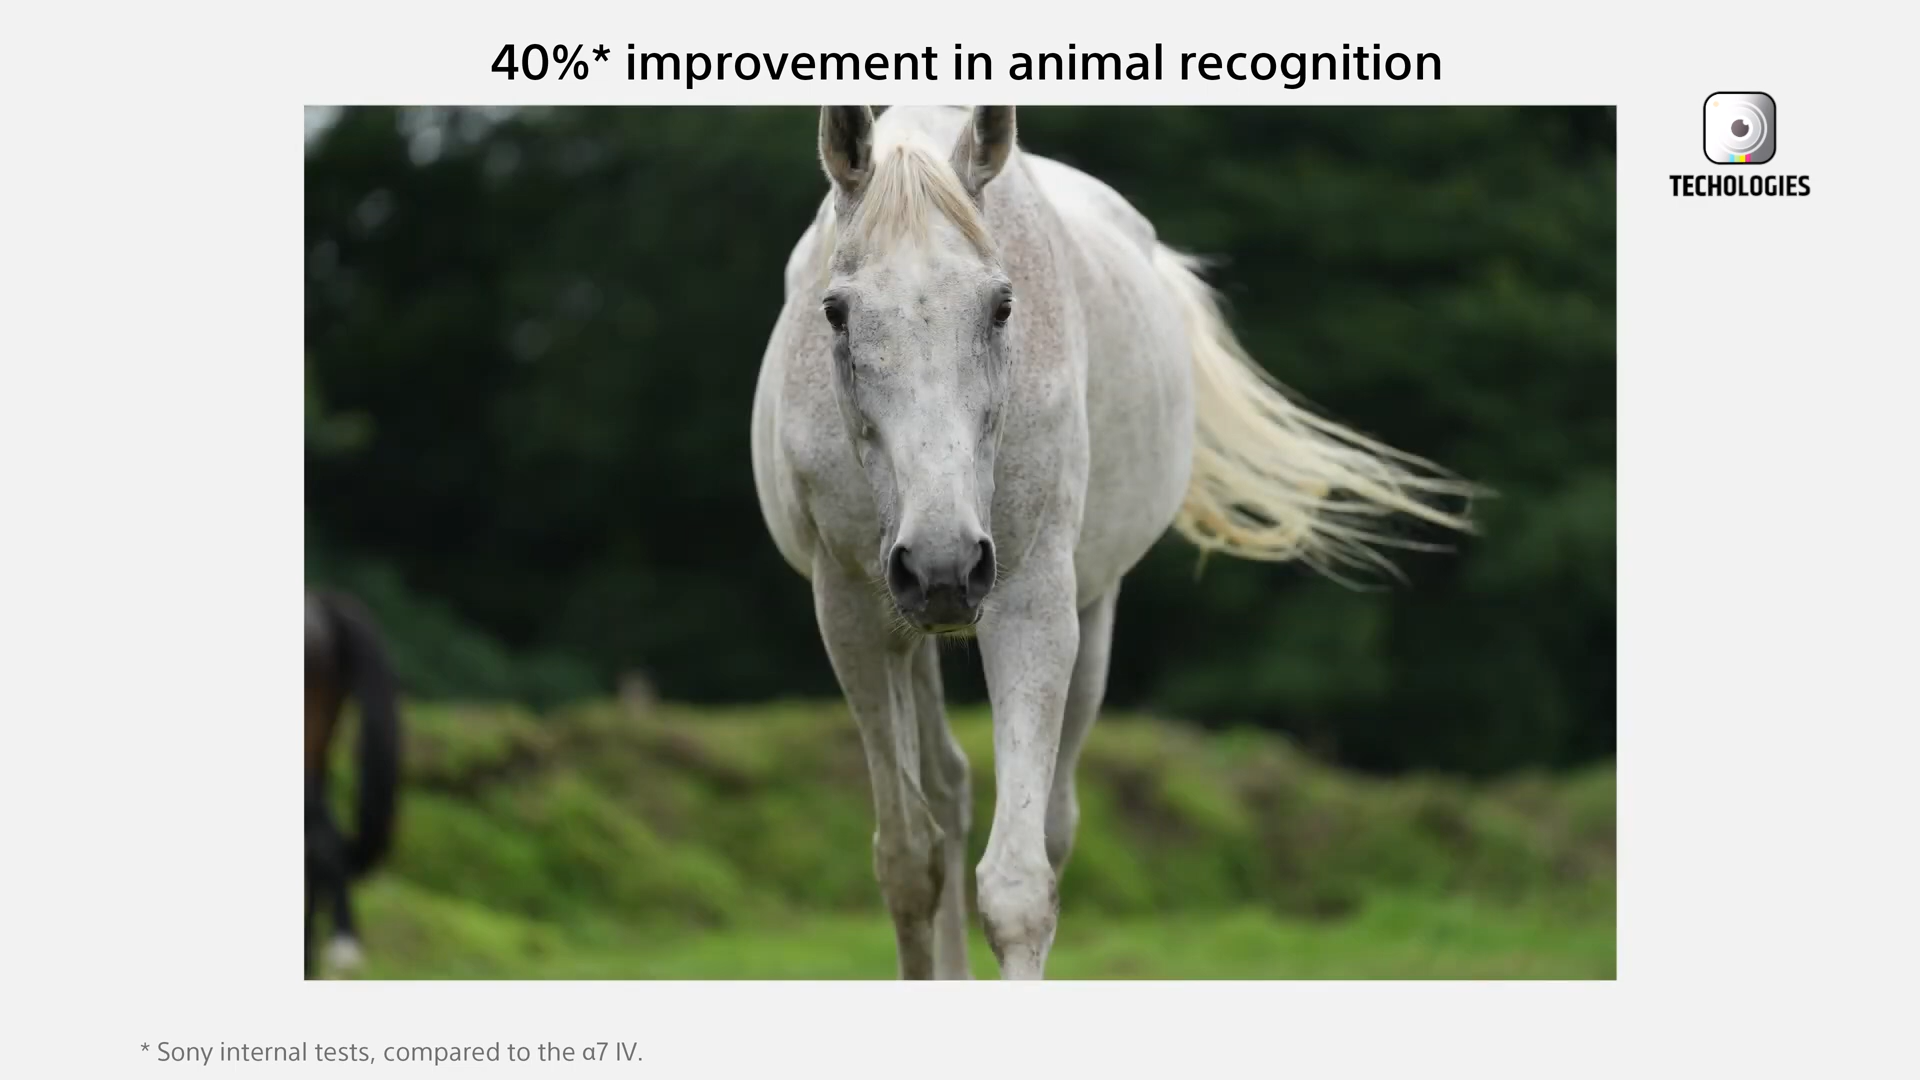 40%* improvement in animal recognition
TECHOLOGIES
* Sony internal tests, compared to the α7 IV.